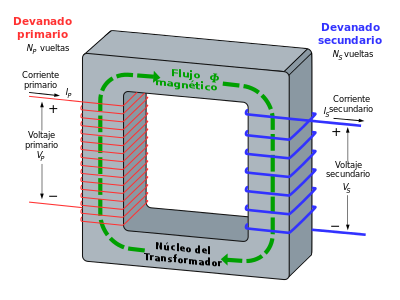 Devanado
primario
NP vueltas
Corriente
primario
IP
+
Voltaje
primario
VP
−
Flujo Φ
magnético
Núcleo del
Transformador
Devanado
secundario
NS vueltas
Corriente
secundario
IS
+
Voltaje
secundario
VS
−